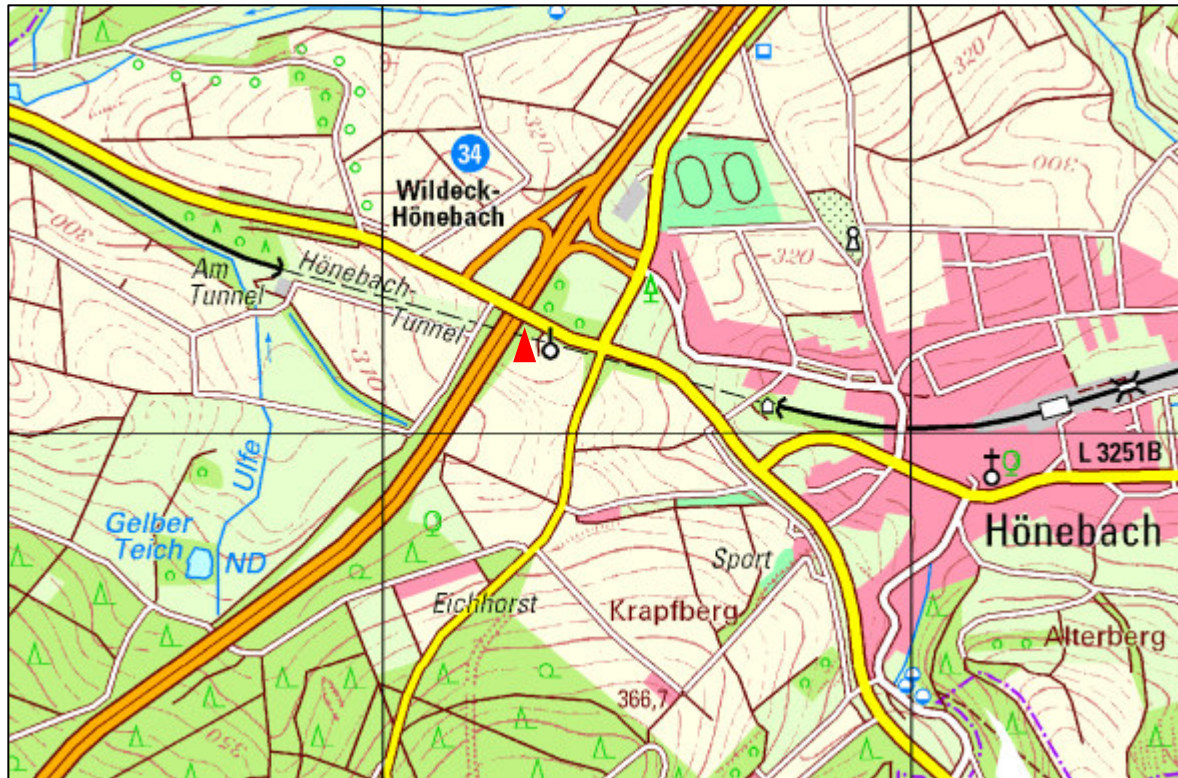 320
320
34
Wildeck-
Hönebach
300
300
Am
Tunnel
Hönebach-
Tunnel
320
310
Ulfe
L 3251B
Gelber
Teich
ND
Hönebach
Sport
Eichhorst
Krapfberg
Alterberg
366,7
350